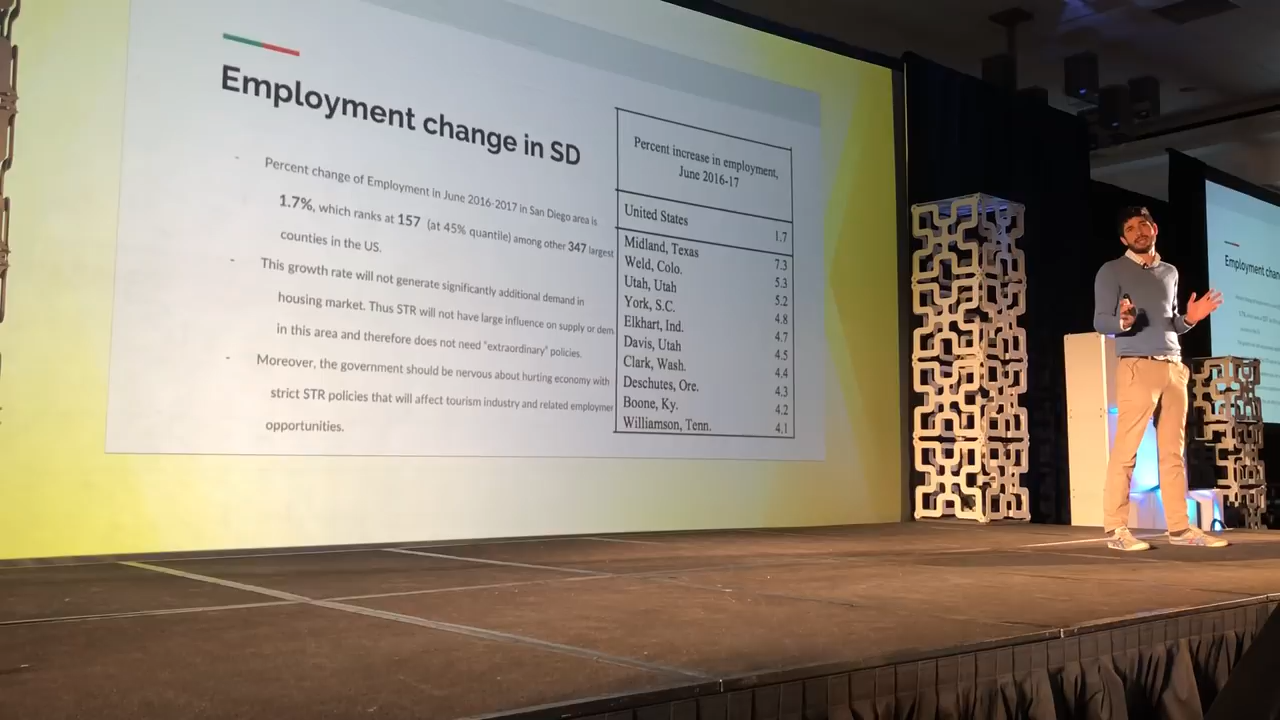 Employment change in SD
- Percent change of Employment in June 2016-2017 in San Diego area is
1.7%, which ranks at 157 (at 45% quantile) among other 347 largest
counties in the US.
- This growth rate will not generate significantly additional demand in
housing market. Thus STR will not have large influence on supply or dem
in this area and therefore does not need "extraordinary" policies.
- Moreover, the government should be nervous about hurting economy with
strict STR policies that will affect tourism industry and related employmer
opportunities.
Percent increase in employment,
June 2016-17
United States 1.7
Midland, Texas 7.3
Weld, Colo. 5.3
Utah, Utah 5.2
York, S.C. 4.8
Elkhart, Ind. 4.7
Davis, Utah 4.5
Clark, Wash. 4.4
Deschutes, Ore. 4.3
Boone, Ky. 4.2
Williamson, Tenn. 4.1
Employment chan